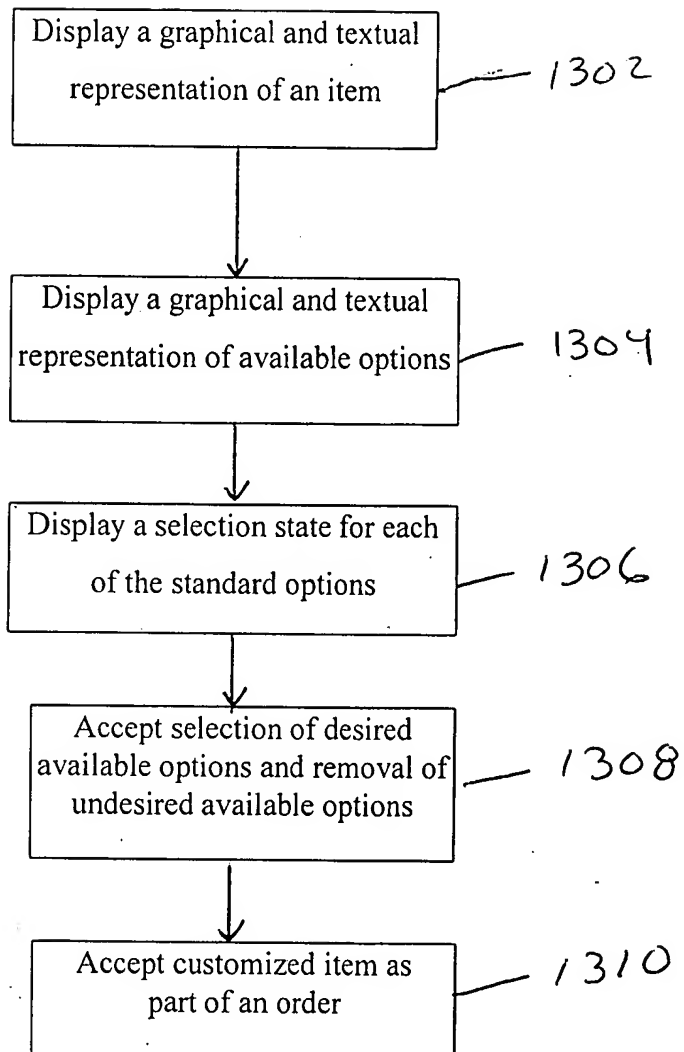 Display a graphical and textual
representation of an item
1302
Display a graphical and textual
representation of available options
1304
Display a selection state for each
of the standard options
1306
Accept selection of desired
available options and removal of
undesired available options
1308
Accept customized item as
part of an order
1310